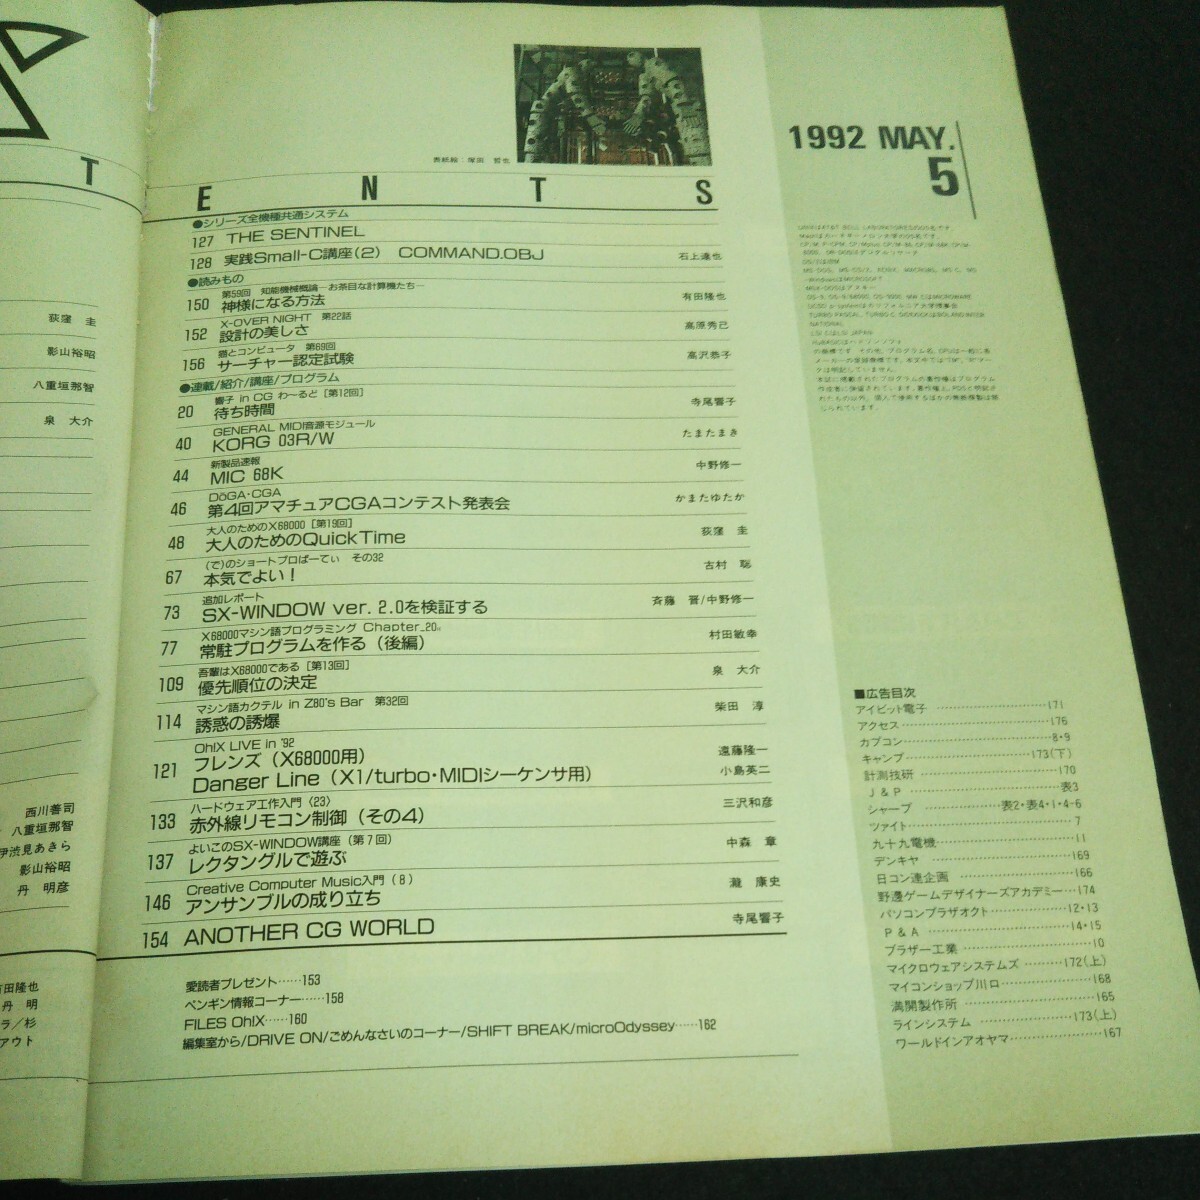 T
荻窪 圭
影山裕昭
八重垣那智
泉 大介
西川善司
八重垣那智
伊渋見あきら
影山裕昭
丹 明彦
有田隆也
丹 明
ラ／杉
アウト
ENTS
●シリーズ全機種共通システム
127 THE SENTINEL
128 実践Small-C講座(2) COMMAND.OBJ 石上達也
●読みもの
第59回 知能機械概論─お茶目な計算機たち─
150 神様になる方法 有田隆也
X-OVER NIGHT 第22話
152 設計の美しさ 高原秀己
猫とコンピュータ 第69回
156 サーチャー認定試験 高沢恭子
●連載/紹介/講座/プログラム
響子 in CG わ〜るど [第12回]
20 待ち時間 寺尾響子
GENERAL MIDI音源モジュール
40 KORG 03R/W たまたまき
新製品速報
44 MIC 68K 中野修一
DōGA・CGA
46 第4回アマチュアCGAコンテスト発表会 かまたゆたか
大人のためのX68000 [第19回]
48 大人のためのQuickTime 荻窪 圭
(で)のショートプロぱーてぃ その32
67 本気でよい！ 古村 聡
追加レポート
73 SX-WINDOW ver. 2.0を検証する 斉藤 晋/中野修一
X68000マシン語プログラミング Chapter_20H
77 常駐プログラムを作る（後編） 村田敏幸
吾輩はX68000である [第13回]
109 優先順位の決定 泉 大介
マシン語カクテル in Z80's Bar 第32回
114 誘惑の誘爆 柴田 淳
Oh!X LIVE in '92
121 フレンズ（X68000用） 遠藤隆一
Danger Line（X1/turbo・MIDIシーケンサ用） 小島英二
ハードウェア工作入門〈23〉
133 赤外線リモコン制御（その4） 三沢和彦
よいこのSX-WINDOW講座（第7回）
137 レクタングルで遊ぶ 中森 章
Creative Computer Music入門（8）
146 アンサンブルの成り立ち 瀧 康史
154 ANOTHER CG WORLD 寺尾響子
愛読者プレゼント……153
ペンギン情報コーナー……158
FILES Oh!X……160
編集室から/DRIVE ON/ごめんなさいのコーナー/SHIFT BREAK/microOdyssey……162
1992 MAY.
5
■広告目次
アイビット電子……171
アクセス……176
カプコン……8・9
キャンプ……173(下)
計測技研……170
J & P……表3
シャープ……表2・表4・1・4-6
ツァイト……7
九十九電機……11
デンキヤ……169
日コン連企画……166
野邊ゲームデザイナーズアカデミー…174
パソコンプラザオクト……12・13
P & A……14・15
ブラザー工業……10
マイクロウェアシステムズ……172(上)
マイコンショップ川口……168
満開製作所……165
ラインシステム……173(上)
ワールドインアオヤマ……167